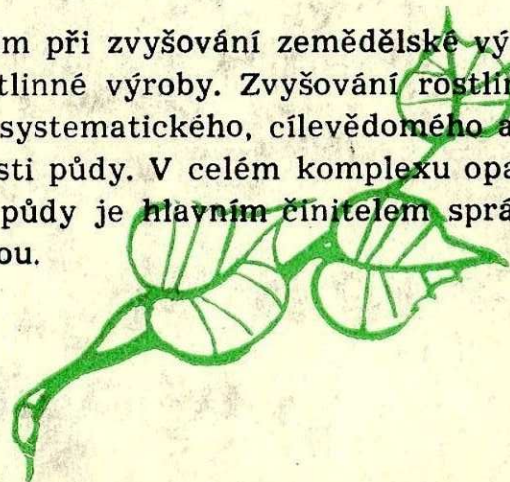 m při zvyšování zemědělské vý
tlinné výroby. Zvyšování rostlin
systematického, cílevědomého a
sti půdy. V celém komplexu opa
půdy je hlavním činitelem sprá
ou.